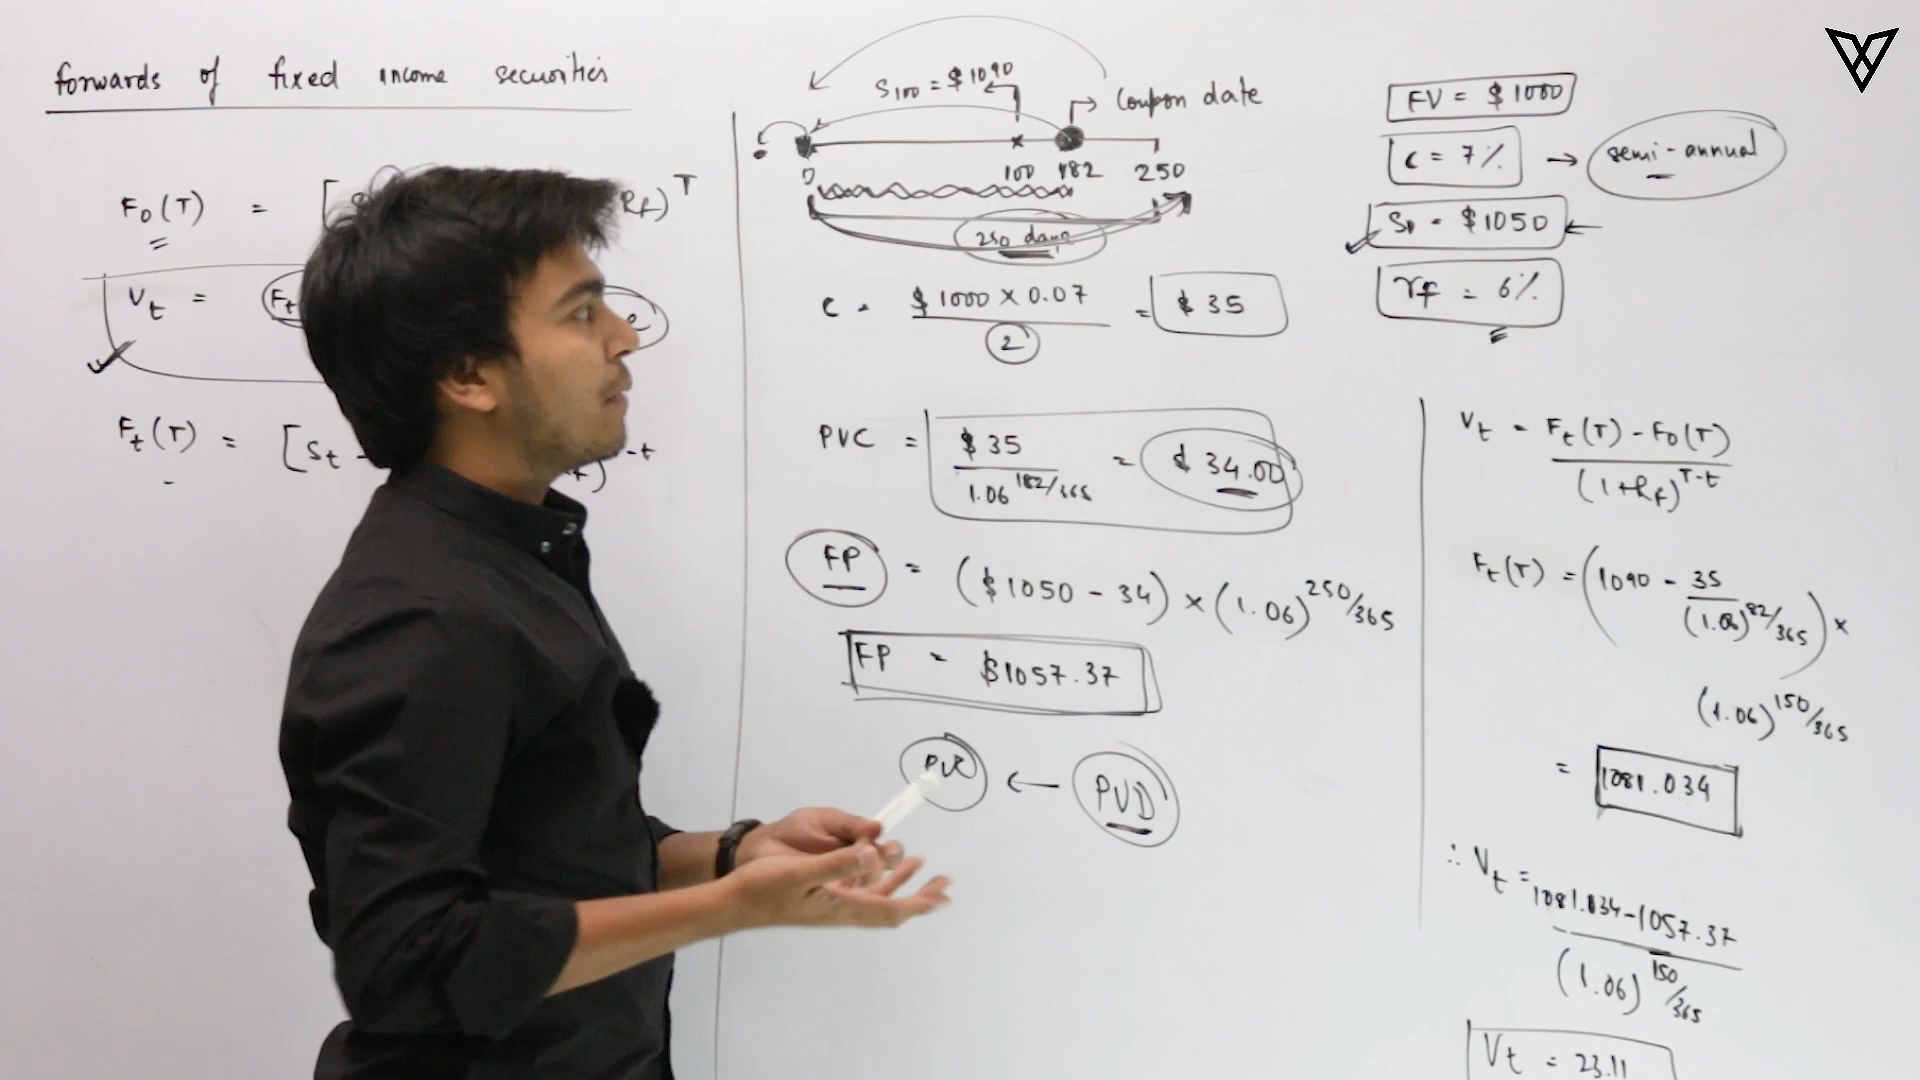 forwards of fixed income securities
F₀(T) = [ Rf)^T
Vt = Ft
Ft(T) = [St - )^-t
S₁₀₀ = $1090
Coupon date
0 100 182 250
250 days
C = $1000 × 0.07 / 2 = $35
PVC = $35 / 1.06^182/365 = $34.00
FP = ($1050 - 34) × (1.06)^250/365
FP = $1057.37
PVC ← PVD
FV = $1000
C = 7% → semi-annual
S₀ = $1050
rf = 6%
Vt = Ft(T) - F₀(T) / (1+Rf)^T-t
Ft(T) = (1090 - 35 / (1.06)^82/365) ×
(1.06)^150/365
= 1081.034
∴ Vt = 1081.034 - 1057.37 / (1.06)^150/365
Vt = 23.11